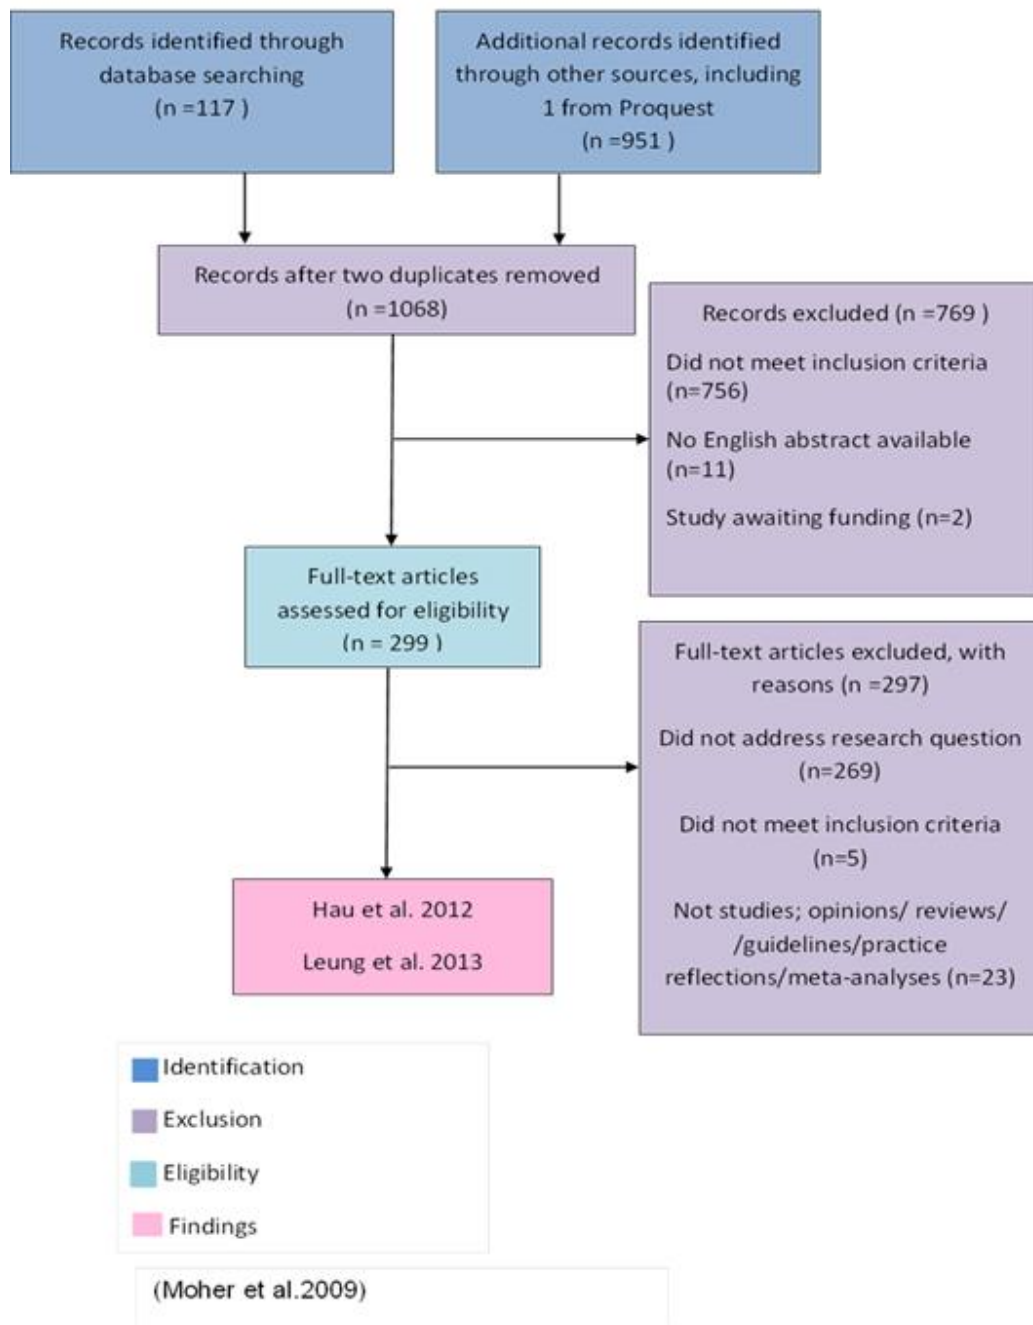 Records identified through
database searching
(n =117 )
Additional records identified
through other sources, including
1 from Proquest
(n =951 )
Records after two duplicates removed
(n =1068)
Records excluded (n =769 )
Did not meet inclusion criteria
(n=756)
No English abstract available
(n=11)
Study awaiting funding (n=2)
Full-text articles
assessed for eligibility
(n = 299 )
Full-text articles excluded, with
reasons (n =297)
Did not address research question
(n=269)
Did not meet inclusion criteria
(n=5)
Not studies; opinions/ reviews/
/guidelines/practice
reflections/meta-analyses (n=23)
Hau et al. 2012
Leung et al. 2013
Identification
Exclusion
Eligibility
Findings
(Moher et al.2009)